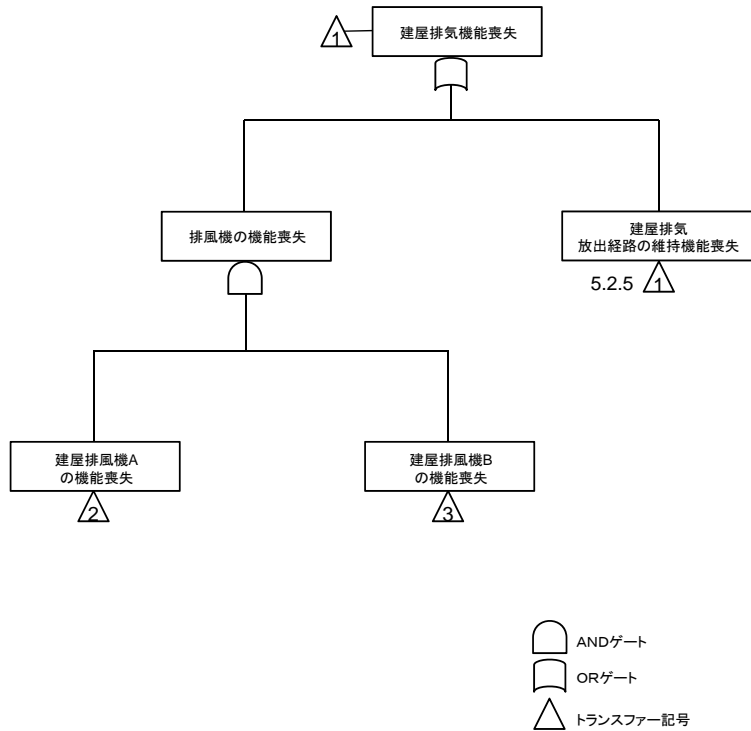 1
建屋排気機能喪失
排風機の機能喪失
建屋排気
放出経路の維持機能喪失
5.2.5 1
建屋排風機A
の機能喪失
2
建屋排風機B
の機能喪失
3
ANDゲート
ORゲート
トランスファー記号